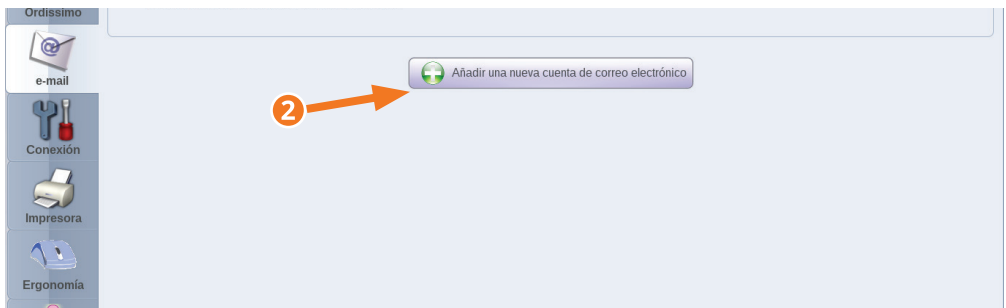 Ordissimo
e-mail
Añadir una nueva cuenta de correo electrónico
2
Conexión
Impresora
Ergonomía